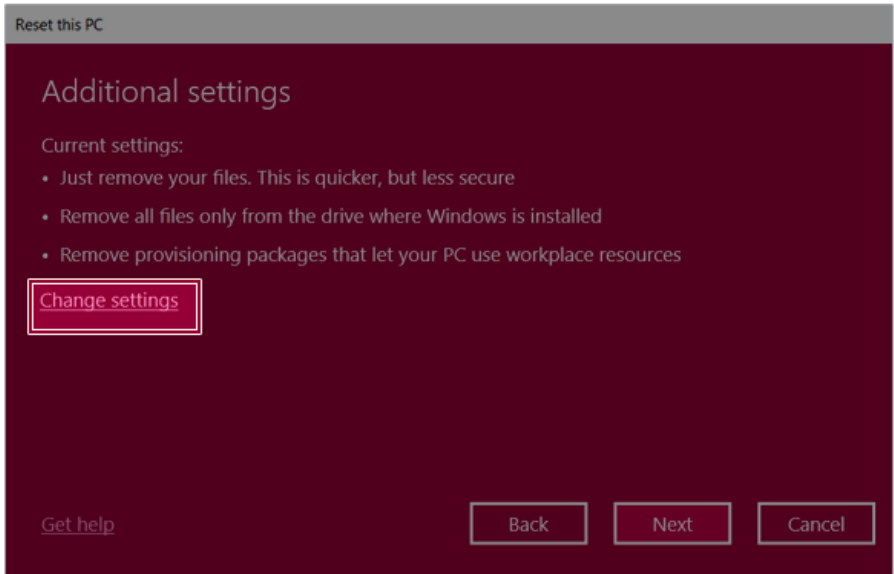 Reset this PC
Additional settings
Current settings:
• Just remove your files. This is quicker, but less secure
• Remove all files only from the drive where Windows is installed
• Remove provisioning packages that let your PC use workplace resources
Change settings
Get help Back Next Cancel